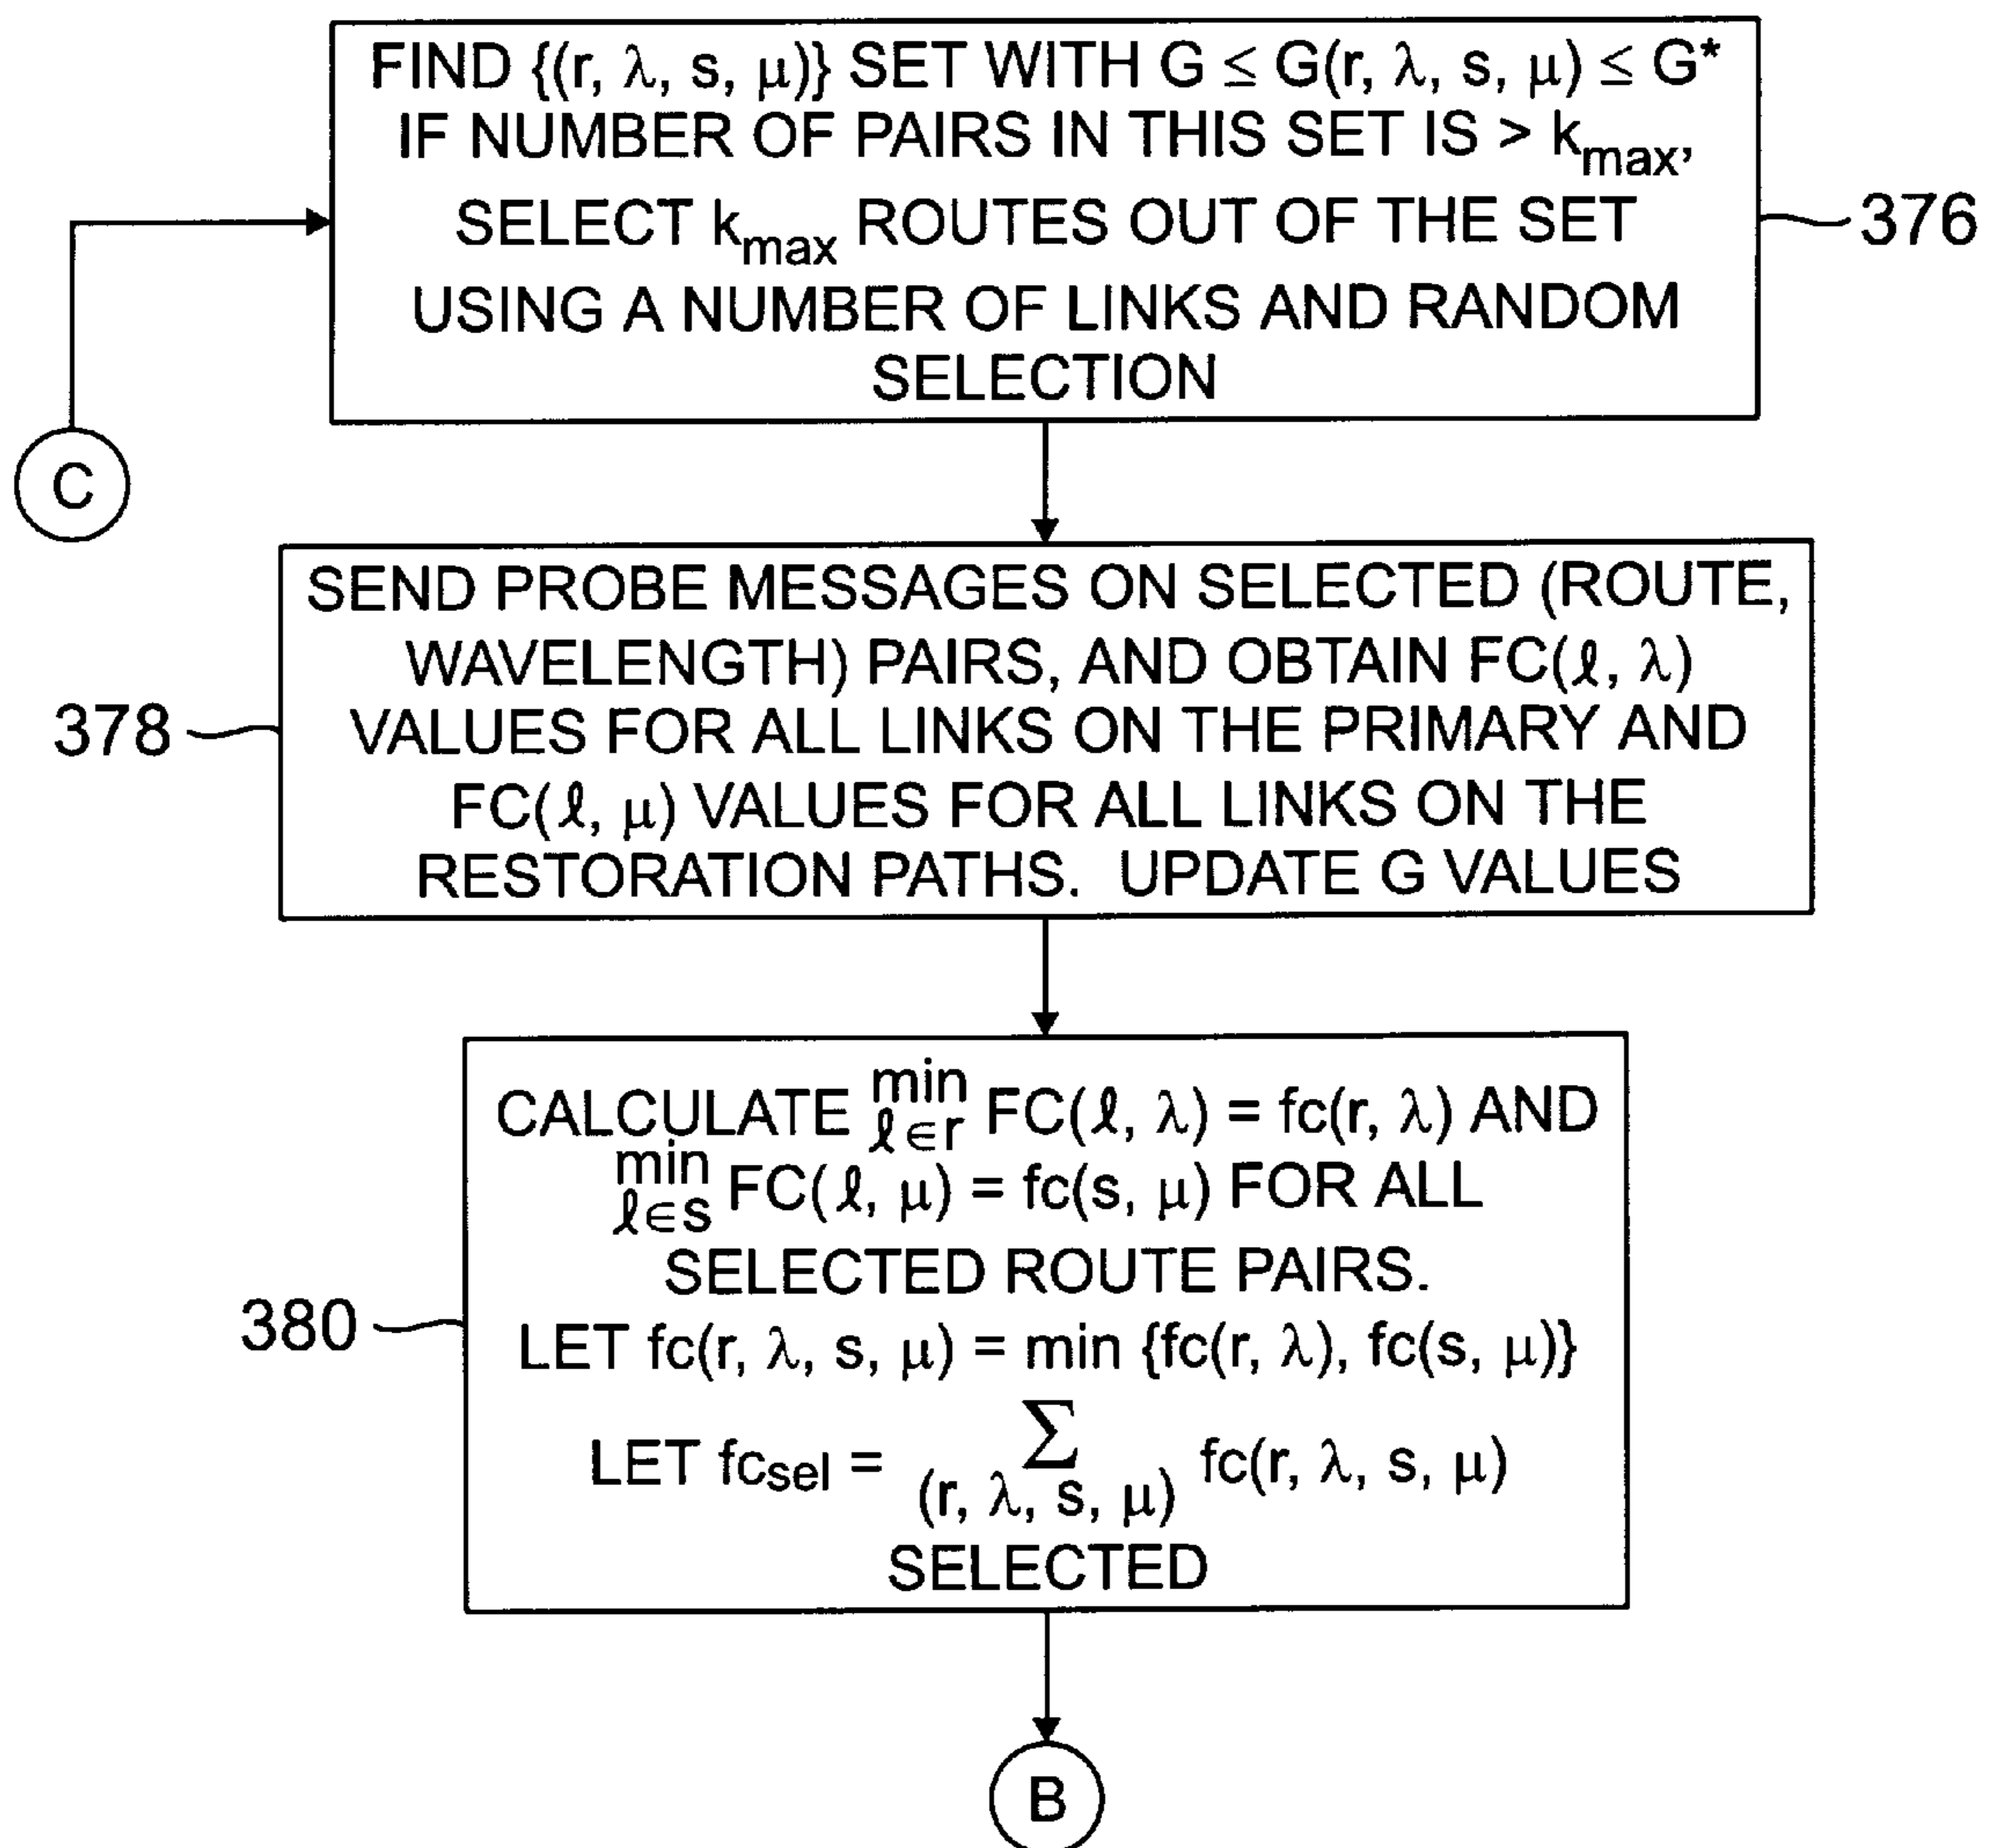 FIND {(r, λ, s, μ)} SET WITH G ≤ G(r, λ, s, μ) ≤ G*
IF NUMBER OF PAIRS IN THIS SET IS > kmax,
SELECT kmax ROUTES OUT OF THE SET
USING A NUMBER OF LINKS AND RANDOM
SELECTION
376
C
SEND PROBE MESSAGES ON SELECTED (ROUTE,
WAVELENGTH) PAIRS, AND OBTAIN FC(ℓ, λ)
VALUES FOR ALL LINKS ON THE PRIMARY AND
FC(ℓ, μ) VALUES FOR ALL LINKS ON THE
RESTORATION PATHS. UPDATE G VALUES
378
CALCULATE min ℓ∈r FC(ℓ, λ) = fc(r, λ) AND
min ℓ∈s FC(ℓ, μ) = fc(s, μ) FOR ALL
SELECTED ROUTE PAIRS.
LET fc(r, λ, s, μ) = min {fc(r, λ), fc(s, μ)}
LET fcsel = Σ (r, λ, s, μ) fc(r, λ, s, μ)
SELECTED
380
B